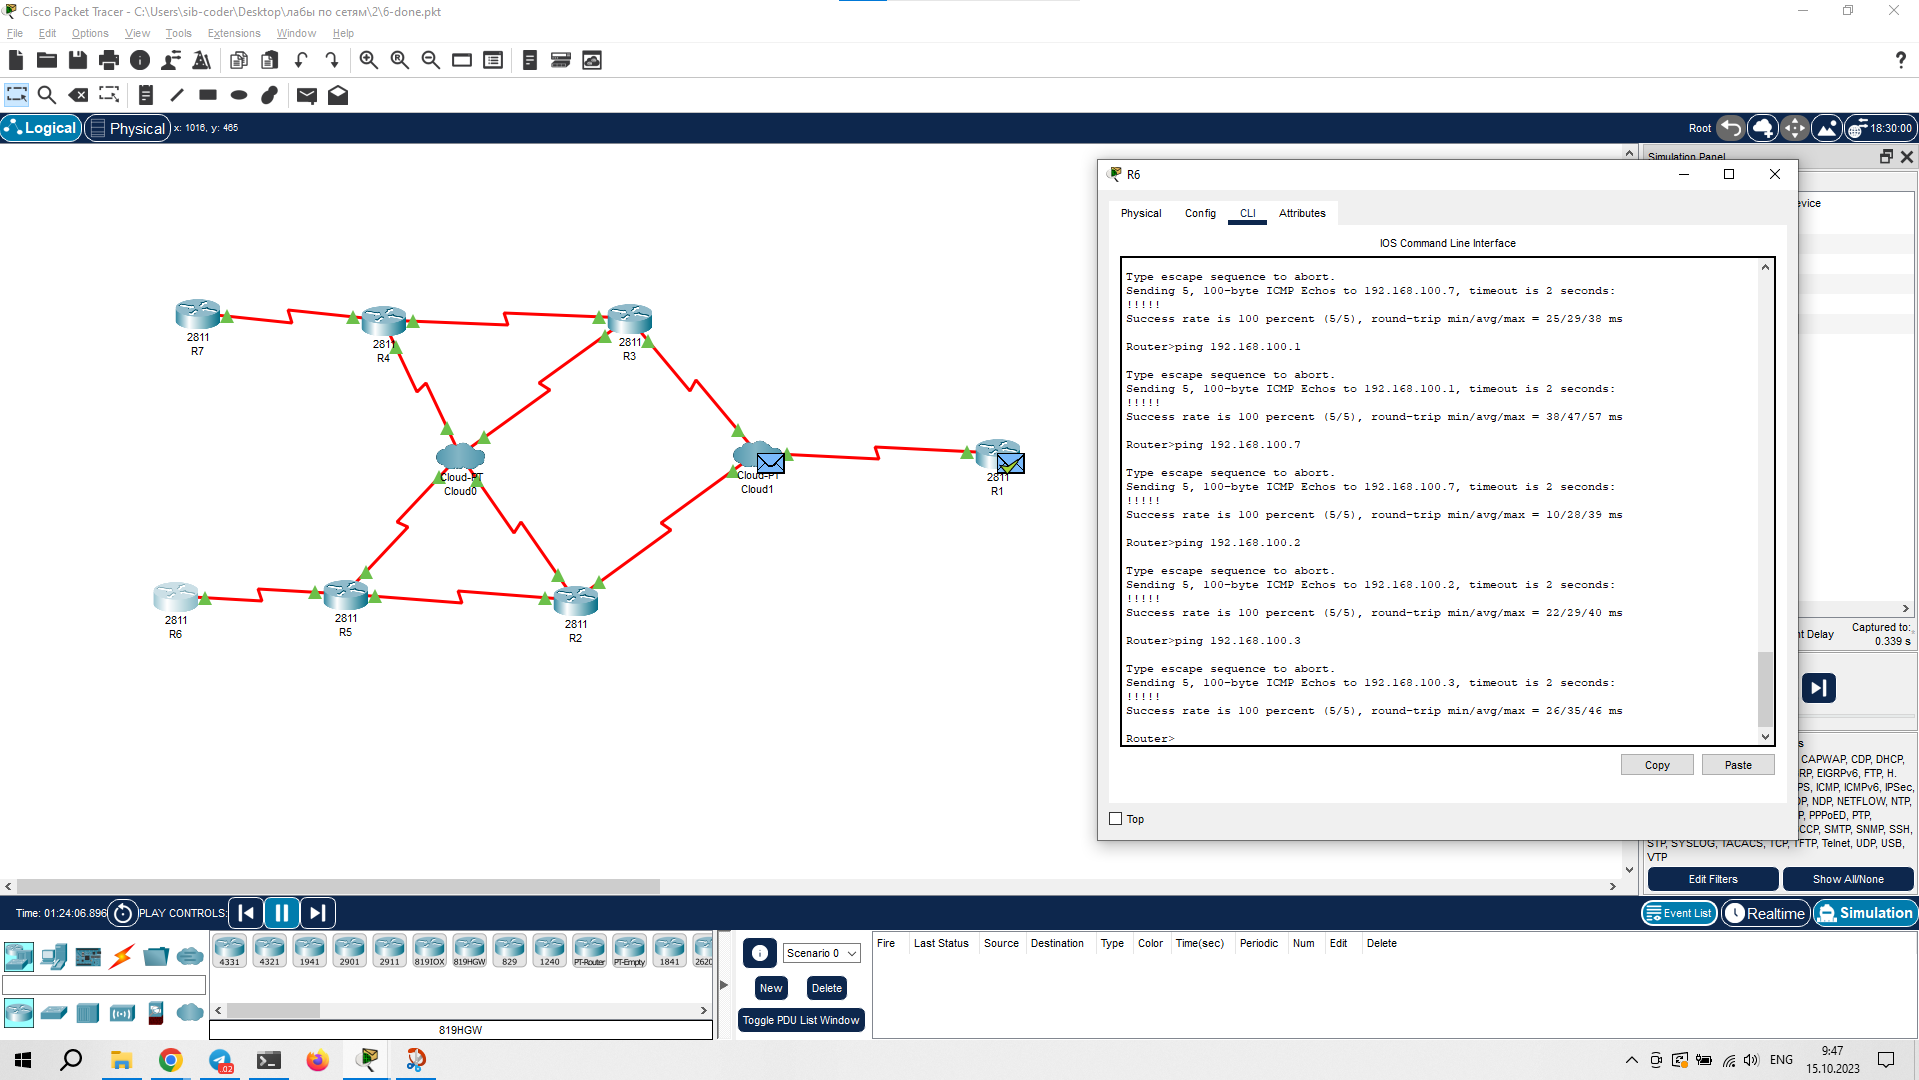 Cisco Packet Tracer - C:\Users\sib-coder\Desktop\лабы по сетям\2\6-done.pkt
File Edit Options View Tools Extensions Window Help
Logical Physical x: 1016, y: 465
Root 18:30:00
2811
R7
2811
R4
2811
R3
Cloud-PT
Cloud0
Cloud-PT
Cloud1
2811
R1
2811
R6
2811
R5
2811
R2
Simulation Panel
R6
Physical Config CLI Attributes
IOS Command Line Interface
Type escape sequence to abort.
Sending 5, 100-byte ICMP Echos to 192.168.100.7, timeout is 2 seconds:
!!!!!
Success rate is 100 percent (5/5), round-trip min/avg/max = 25/29/38 ms
Router>ping 192.168.100.1
Type escape sequence to abort.
Sending 5, 100-byte ICMP Echos to 192.168.100.1, timeout is 2 seconds:
!!!!!
Success rate is 100 percent (5/5), round-trip min/avg/max = 38/47/57 ms
Router>ping 192.168.100.7
Type escape sequence to abort.
Sending 5, 100-byte ICMP Echos to 192.168.100.7, timeout is 2 seconds:
!!!!!
Success rate is 100 percent (5/5), round-trip min/avg/max = 10/28/39 ms
Router>ping 192.168.100.2
Type escape sequence to abort.
Sending 5, 100-byte ICMP Echos to 192.168.100.2, timeout is 2 seconds:
!!!!!
Success rate is 100 percent (5/5), round-trip min/avg/max = 22/29/40 ms
Router>ping 192.168.100.3
Type escape sequence to abort.
Sending 5, 100-byte ICMP Echos to 192.168.100.3, timeout is 2 seconds:
!!!!!
Success rate is 100 percent (5/5), round-trip min/avg/max = 26/35/46 ms
Router>
Copy Paste
Top
evice
Delay Captured to:
0.339 s
CAPWAP, CDP, DHCP,
RP, EIGRPv6, FTP, H.
PS, ICMP, ICMPv6, IPSec,
NDP, NETFLOW, NTP,
PPPoED, PTP,
CCP, SMTP, SNMP, SSH,
STP, SYSLOG, TACACS, TCP, TFTP, Telnet, UDP, USB,
VTP
Edit Filters Show All/None
Time: 01:24:06.896 PLAY CONTROLS:
Event List Realtime Simulation
4331 4321 1941 2901 2911 819IOX 819HGW 829 1240 PT-Router PT-Empty 1841 2620
819HGW
Scenario 0
New Delete
Toggle PDU List Window
Fire Last Status Source Destination Type Color Time(sec) Periodic Num Edit Delete
02
ENG
9:47
15.10.2023